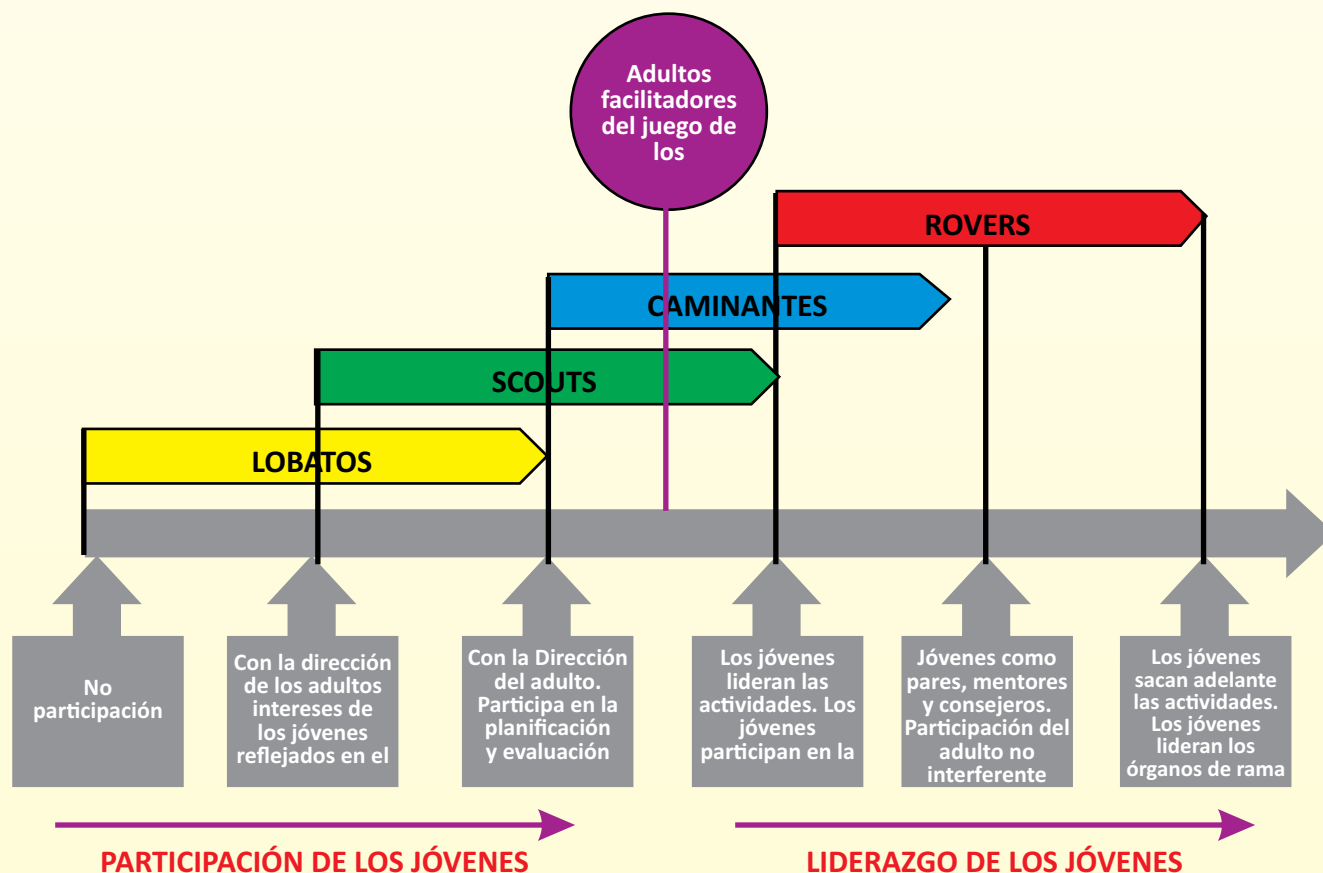 Adultos
facilitadores
del juego de
los
ROVERS
CAMINANTES
SCOUTS
LOBATOS
No
participación
Con la dirección
de los adultos
intereses de
los jóvenes
reflejados en el
Con la Dirección
del adulto.
Participa en la
planificación
y evaluación
Los jóvenes
lideran las
actividades. Los
jóvenes
participan en la
Jóvenes como
pares, mentores
y consejeros.
Participación del
adulto no
interferente
Los jóvenes
sacan adelante
las actividades.
Los jóvenes
lideran los
órganos de rama
PARTICIPACIÓN DE LOS JÓVENES
LIDERAZGO DE LOS JÓVENES